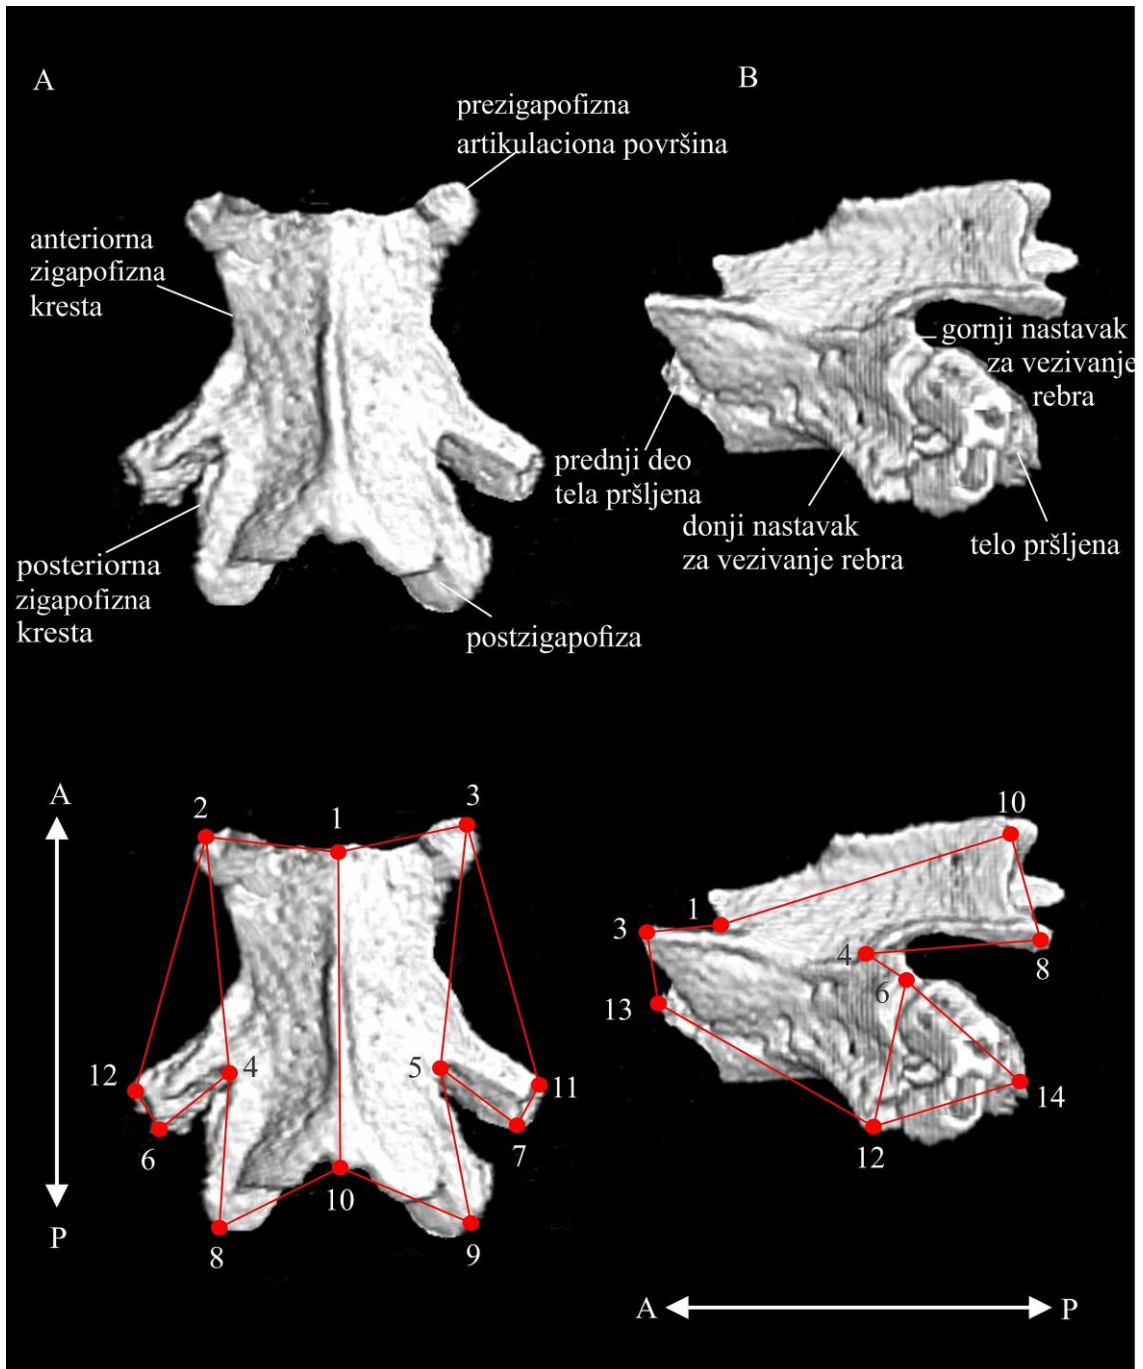 A
B
prezigapofizna
artikulaciona površina
anteriorna
zigapofizna
kresta
gornji nastavak
za vezivanje
rebra
prednji deo
tela pršljena
donji nastavak
za vezivanje rebra
telo pršljena
posteriorna
zigapofizna
kresta
postzigapofiza
A
2
1
3
10
3
1
4
8
6
13
12
4
5
11
14
6
7
12
10
P
8
9
A
P